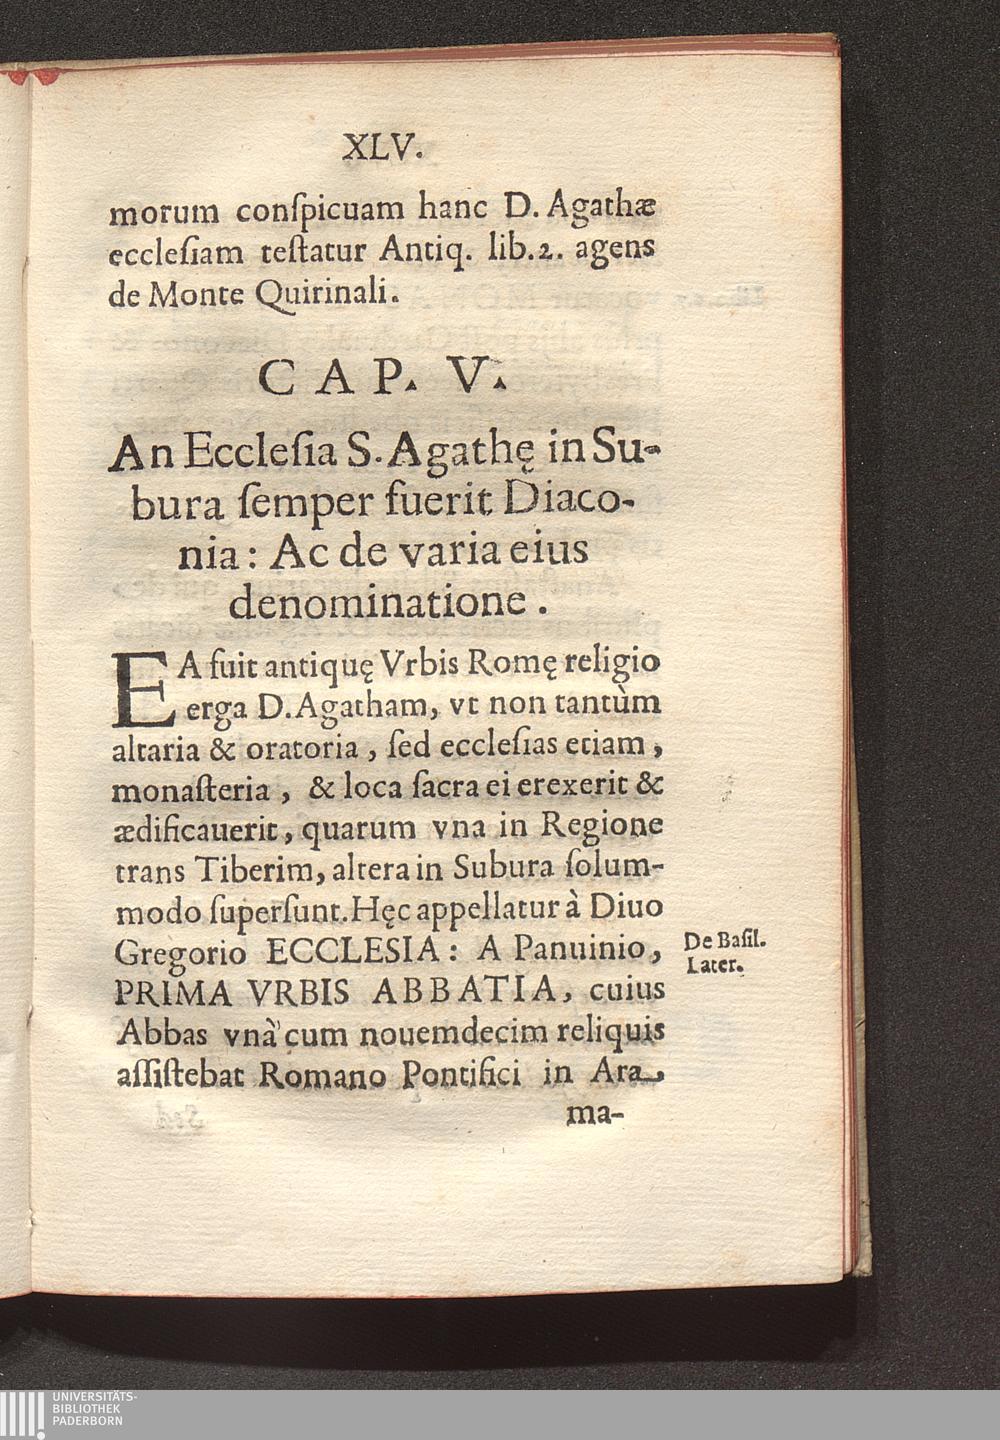 XLV.
morum conſpicuam hanc D. Agathæ
eccleſiam teſtatur Antiq. lib.2. agens
de Monte Quirinali.
CAP. V.
An Eccleſia S. Agathę in Su-
bura ſemper fuerit Diaco-
nia: Ac de varia eius
denominatione.
EA fuit antiquę Vrbis Romę religio
erga D. Agatham, vt non tantùm
altaria & oratoria, ſed eccleſias etiam,
monaſteria, & loca ſacra ei erexerit &
ædificauerit, quarum vna in Regione
trans Tiberim, altera in Subura ſolum-
modo ſuperſunt. Hęc appellatur à Diuo
Gregorio ECCLESIA: A Panuinio,
PRIMA VRBIS ABBATIA, cuius
Abbas vnà cum nouemdecim reliquis
aſſiſtebat Romano Pontifici in Ara,
ma-
De Baſil.
Later.
UNIVERSITÄTS-
BIBLIOTHEK
PADERBORN